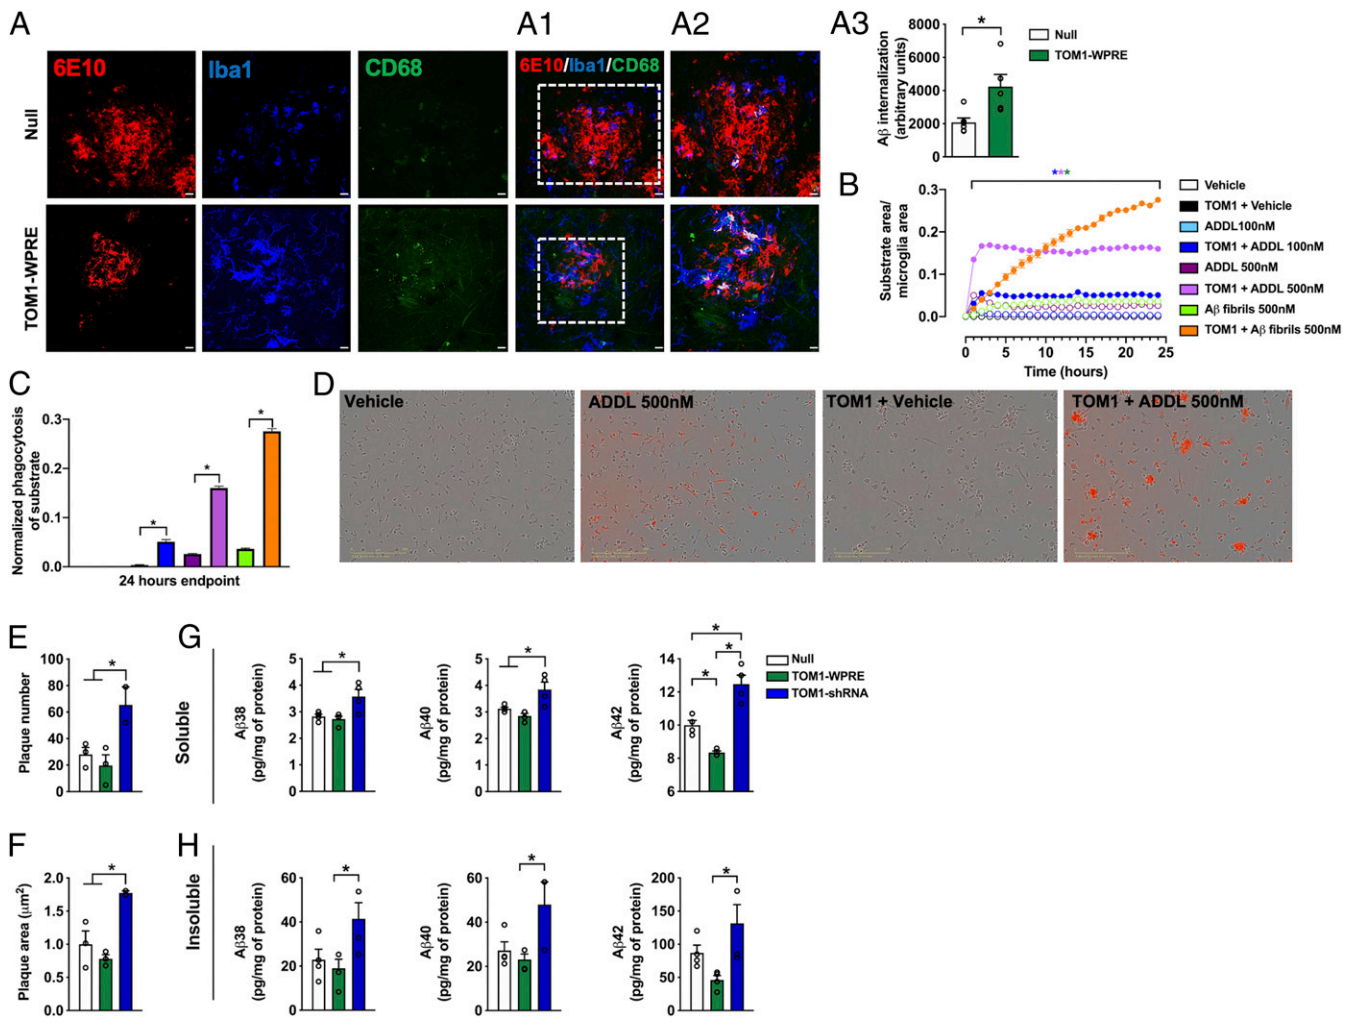 A
A1
A2
A3
6E10
Iba1
CD68
6E10/Iba1/CD68
Null
TOM1-WPRE
Aβ internalization
(arbitrary units)
8000
6000
4000
2000
0
*
Null
TOM1-WPRE
B
Substrate area/
microglia area
0.3
0.2
0.1
0.0
***
0
5
10
15
20
25
Time (hours)
Vehicle
TOM1 + Vehicle
ADDL100nM
TOM1 + ADDL 100nM
ADDL 500nM
TOM1 + ADDL 500nM
Aβ fibrils 500nM
TOM1 + Aβ fibrils 500nM
C
Normalized phagocytosis
of substrate
0.3
0.2
0.1
0.0
*
*
*
24 hours endpoint
D
Vehicle
ADDL 500nM
TOM1 + Vehicle
TOM1 + ADDL 500nM
E
Plaque number
100
80
60
40
20
0
*
G
Soluble
Aβ38
(pg/mg of protein)
5
4
3
2
1
0
*
Aβ40
(pg/mg of protein)
5
4
3
2
1
0
*
Aβ42
(pg/mg of protein)
14
12
10
8
6
*
*
*
Null
TOM1-WPRE
TOM1-shRNA
F
Plaque area (μm²)
2.0
1.5
1.0
0.5
0.0
*
H
Insoluble
Aβ38
(pg/mg of protein)
60
40
20
0
*
Aβ40
(pg/mg of protein)
60
40
20
0
*
Aβ42
(pg/mg of protein)
200
150
100
50
0
*